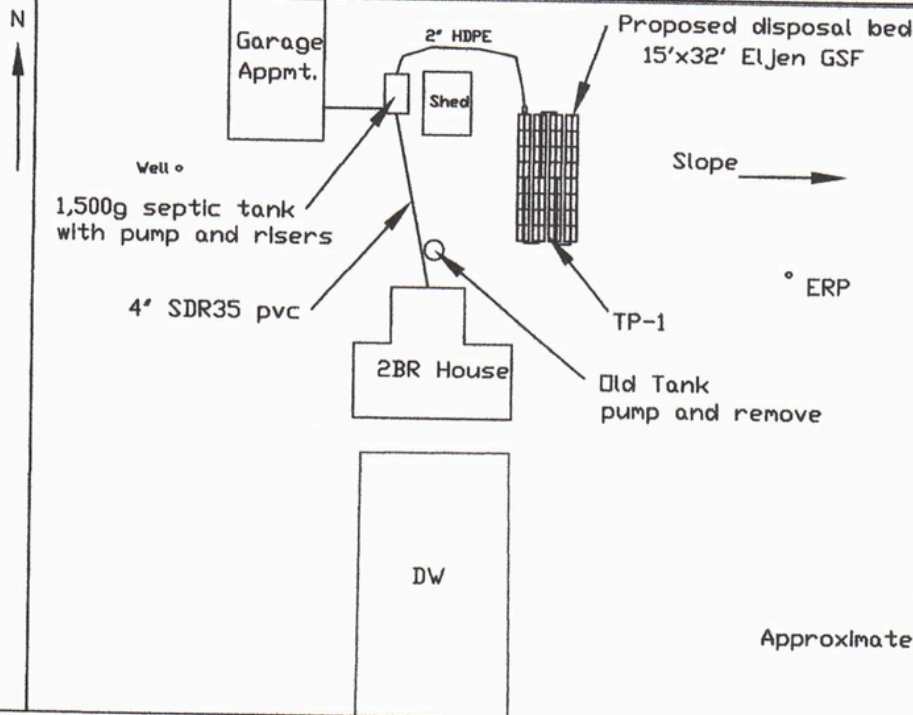 N
2" HDPE
Proposed disposal bed
15'x32' Eljen GSF
Garage
Appmt.
Shed
Well
Slope
1,500g septic tank
with pump and risers
4" SDR35 pvc
ERP
TP-1
2BR House
Old Tank
pump and remove
DW
Approximate